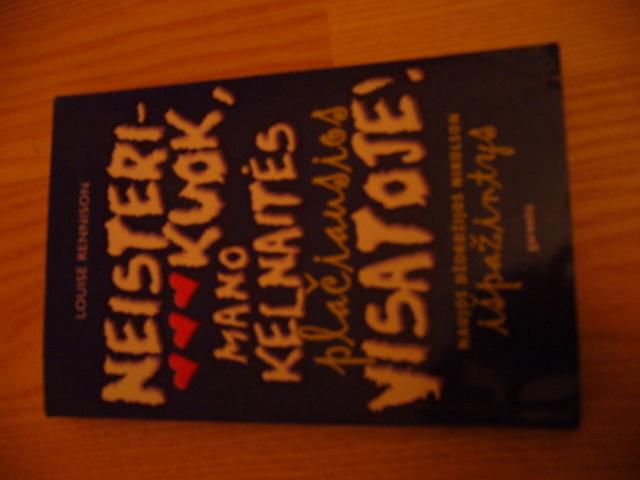 LOUISE RENNISON
NEISTERI-
KUOK,
MANO
KELNAITĖS
plačiausios
VISATOJE!
NAUJOS DŽORDŽIJOS NIKOLSON
išpažintys
garnelis